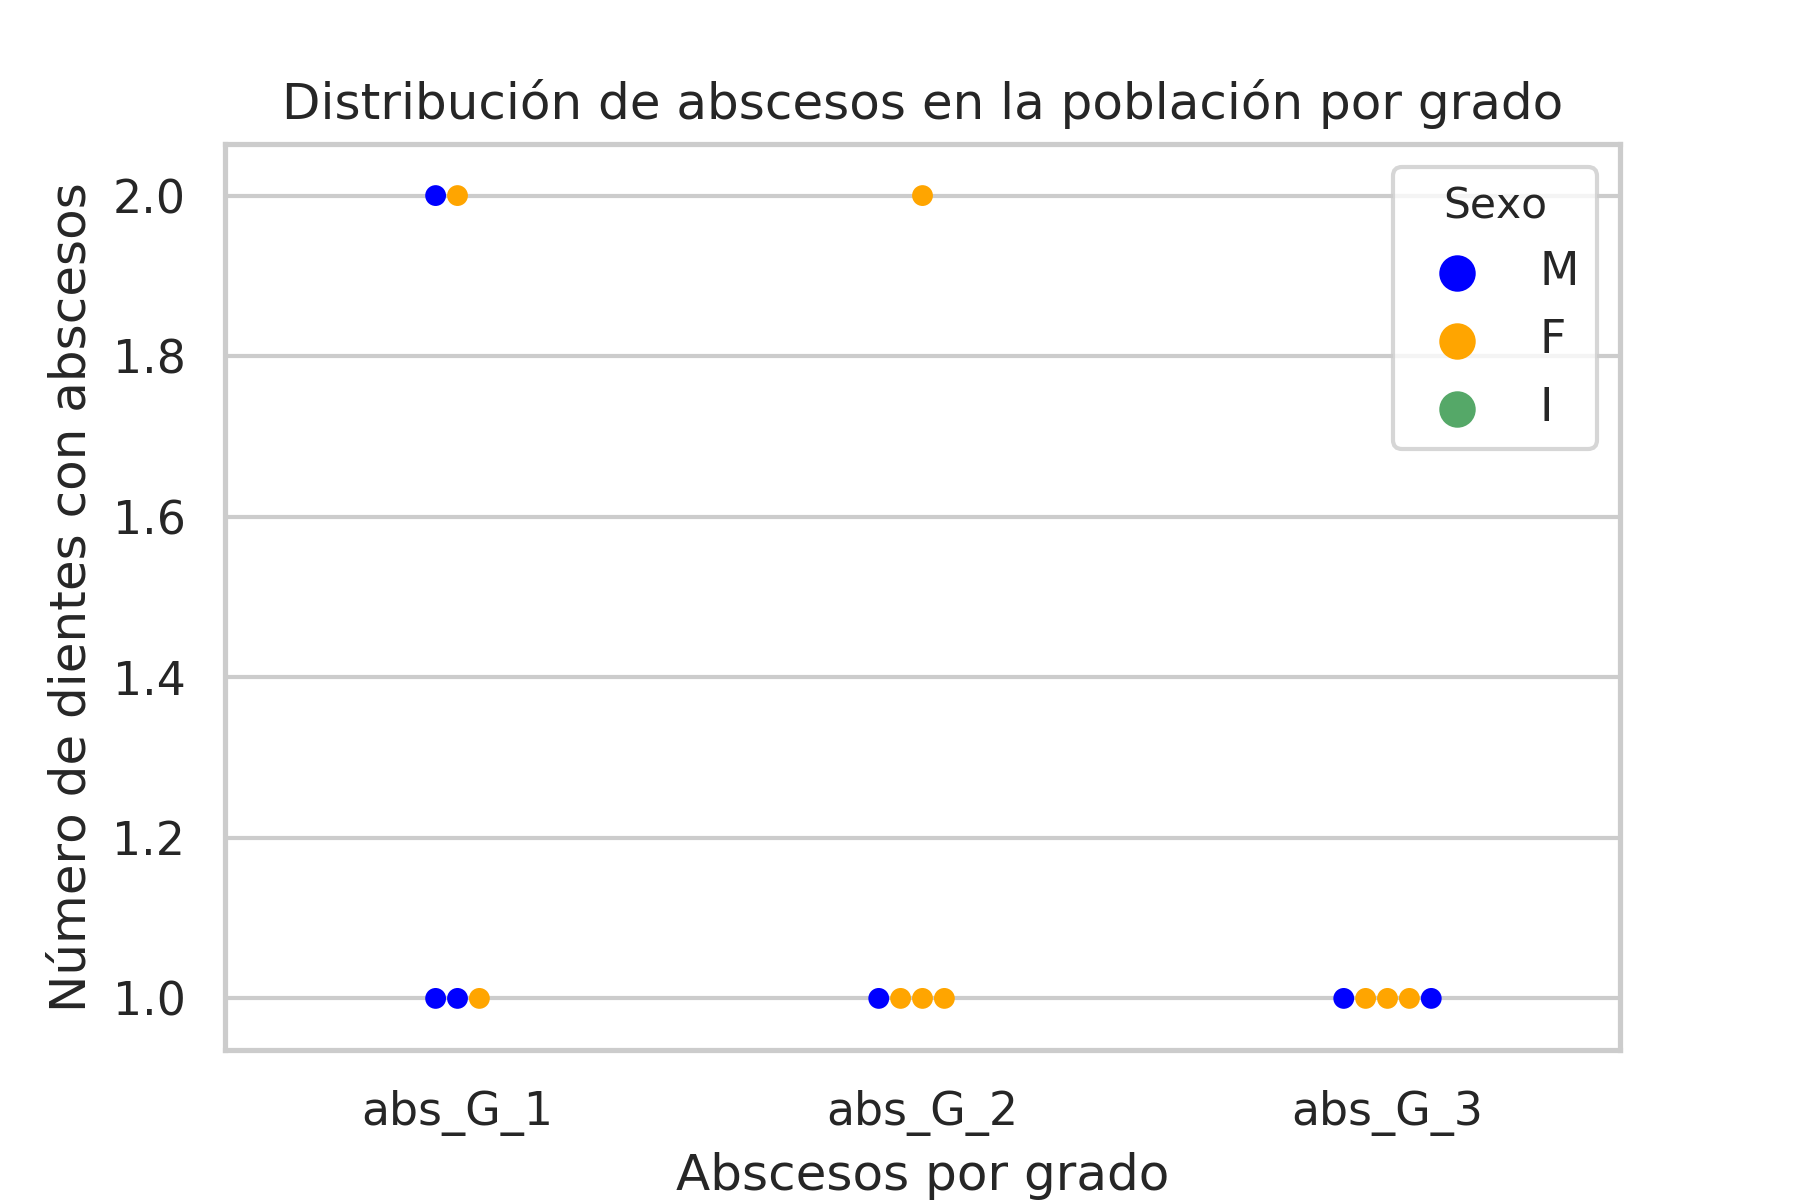 Distribución de abscesos en la población por grado
Número de dientes con abscesos
2.0
1.8
1.6
1.4
1.2
1.0
Sexo
M
F
I
abs_G_1
abs_G_2
abs_G_3
Abscesos por grado